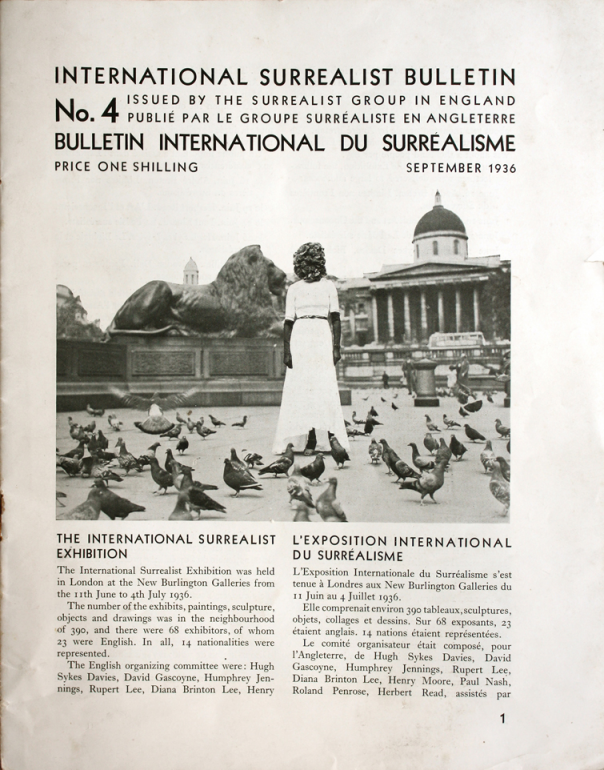 INTERNATIONAL SURREALIST BULLETIN
No. 4 ISSUED BY THE SURREALIST GROUP IN ENGLAND
PUBLIÉ PAR LE GROUPE SURRÉALISTE EN ANGLETERRE
BULLETIN INTERNATIONAL DU SURRÉALISME
PRICE ONE SHILLING SEPTEMBER 1936
THE INTERNATIONAL SURREALIST
EXHIBITION
The International Surrealist Exhibition was held
in London at the New Burlington Galleries from
the 11th June to 4th July 1936.
The number of the exhibits, paintings, sculpture,
objects and drawings was in the neighbourhood
of 390, and there were 68 exhibitors, of whom
23 were English. In all, 14 nationalities were
represented.
The English organizing committee were: Hugh
Sykes Davies, David Gascoyne, Humphrey Jen-
nings, Rupert Lee, Diana Brinton Lee, Henry
L'EXPOSITION INTERNATIONAL
DU SURRÉALISME
L'Exposition Internationale du Surréalisme s'est
tenue à Londres aux New Burlington Galleries du
11 Juin au 4 Juillet 1936.
Elle comprenait environ 390 tableaux, sculptures,
objets, collages et dessins. Sur 68 exposants, 23
étaient anglais. 14 nations étaient représentées.
Le comité organisateur était composé, pour
l'Angleterre, de Hugh Sykes Davies, David
Gascoyne, Humphrey Jennings, Rupert Lee,
Diana Brinton Lee, Henry Moore, Paul Nash,
Roland Penrose, Herbert Read, assistés par
1